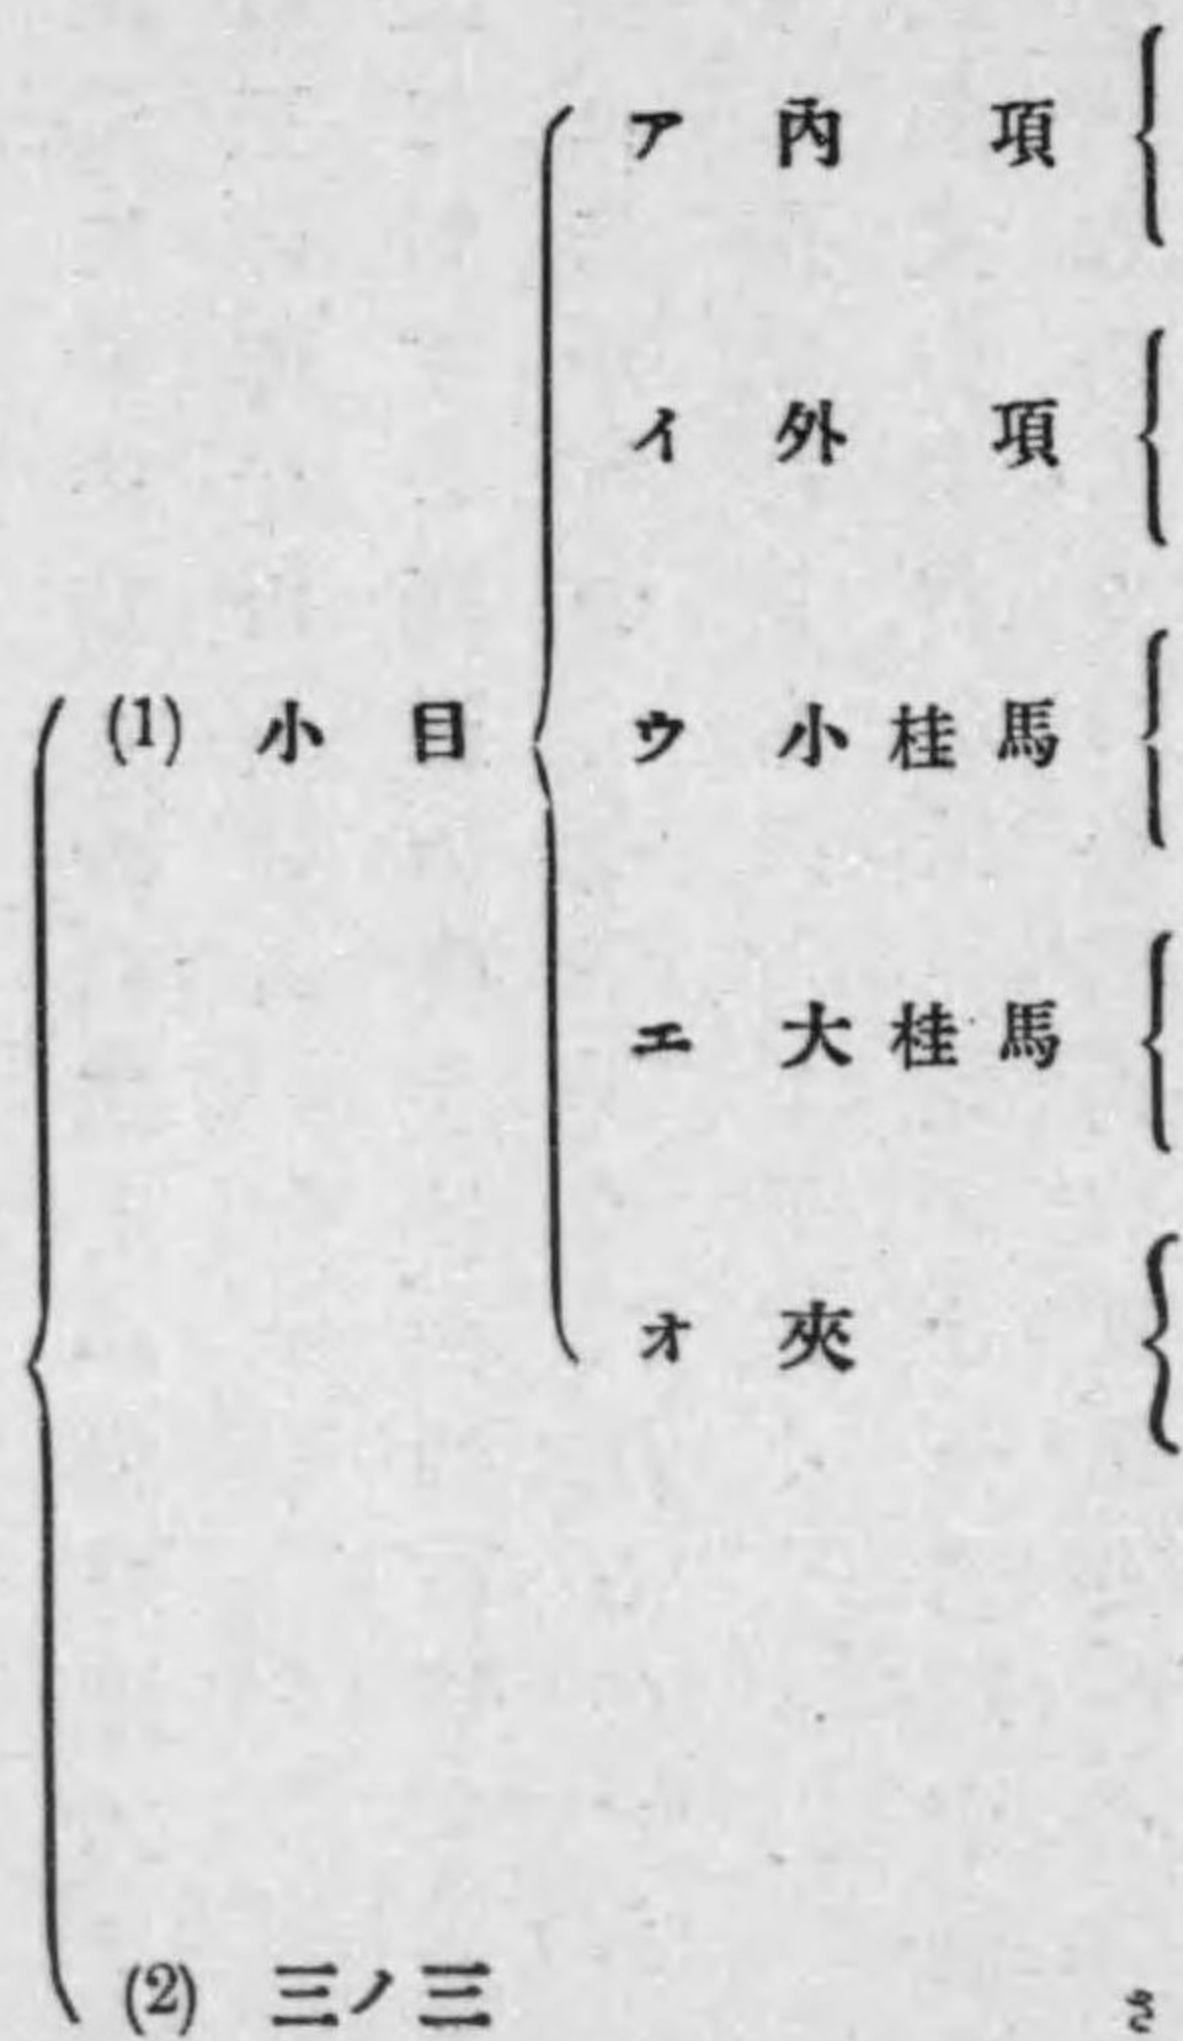 ア 內項
イ 外項
(1) 小目
ウ 小桂馬
エ 大桂馬
オ 夾
(2) 三ノ三